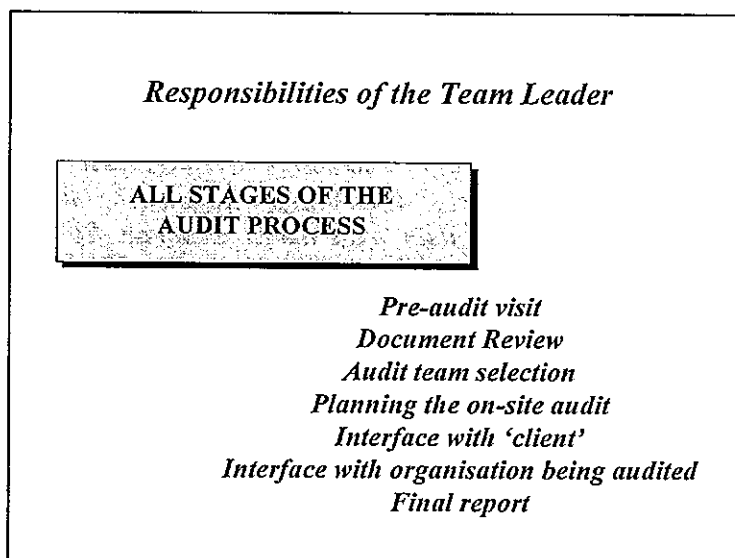 Responsibilities of the Team Leader
ALL STAGES OF THE
AUDIT PROCESS
Pre-audit visit
Document Review
Audit team selection
Planning the on-site audit
Interface with ‘client’
Interface with organisation being audited
Final report